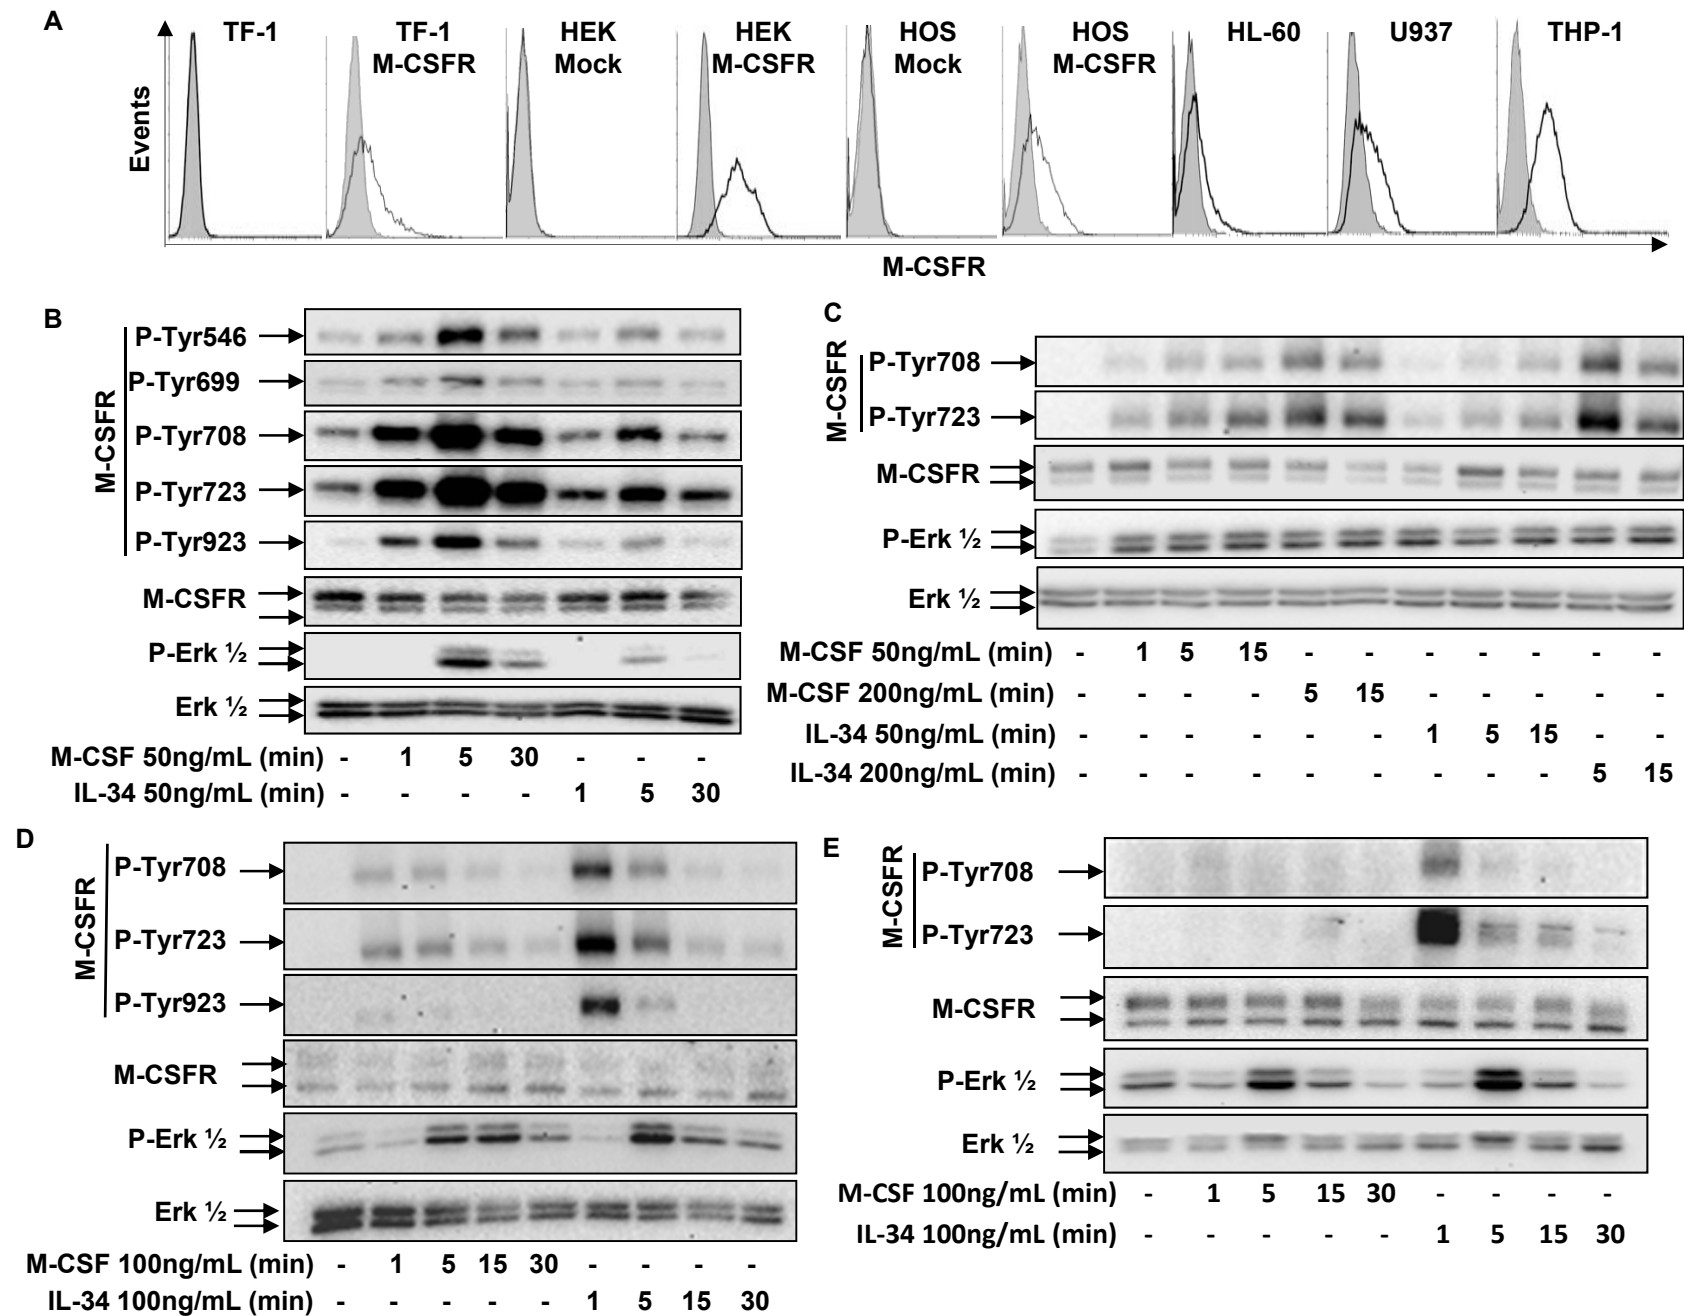 A
TF-1
TF-1 M-CSFR
HEK Mock
HEK M-CSFR
HOS Mock
HOS M-CSFR
HL-60
U937
THP-1
Events
M-CSFR
B
M-CSFR
P-Tyr546
P-Tyr699
P-Tyr708
P-Tyr723
P-Tyr923
M-CSFR
P-Erk ½
Erk ½
M-CSF 50ng/mL (min) - 1 5 30 - - -
IL-34 50ng/mL (min) - - - - 1 5 30
C
M-CSFR
P-Tyr708
P-Tyr723
M-CSFR
P-Erk ½
Erk ½
M-CSF 50ng/mL (min) - 1 5 15 - - - - - - -
M-CSF 200ng/mL (min) - - - - 5 15 - - - - -
IL-34 50ng/mL (min) - - - - - - 1 5 15 - -
IL-34 200ng/mL (min) - - - - - - - - - 5 15
D
M-CSFR
P-Tyr708
P-Tyr723
P-Tyr923
M-CSFR
P-Erk ½
Erk ½
M-CSF 100ng/mL (min) - 1 5 15 30 - - - -
IL-34 100ng/mL (min) - - - - - 1 5 15 30
E
M-CSFR
P-Tyr708
P-Tyr723
M-CSFR
P-Erk ½
Erk ½
M-CSF 100ng/mL (min) - 1 5 15 30 - - - -
IL-34 100ng/mL (min) - - - - - 1 5 15 30